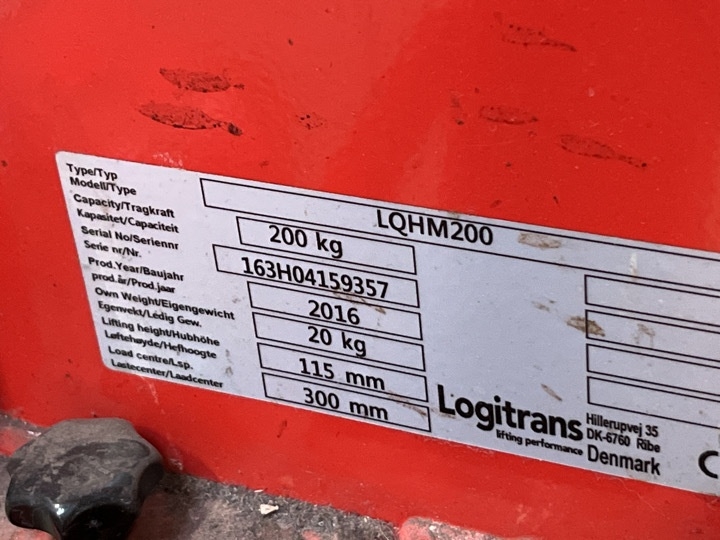 Type/Typ
Modell/Type
LQHM200
Capacity/Tragkraft
Kapasitet/Capaciteit
200 kg
Serial No/Seriennr
Serie nr/Nr.
163H04159357
Prod.Year/Baujahr
prod.år/Prod.jaar
2016
Own Weight/Eigengewicht
Egenvekt/Ledig Gew.
20 kg
Lifting height/Hubhöhe
Løftehøyde/Hefhoogte
115 mm
Load centre/Lsp.
Lastecenter/Laadcenter
300 mm
Logitrans
lifting performance
Hillerupvej 35
DK-6760 Ribe
Denmark
C